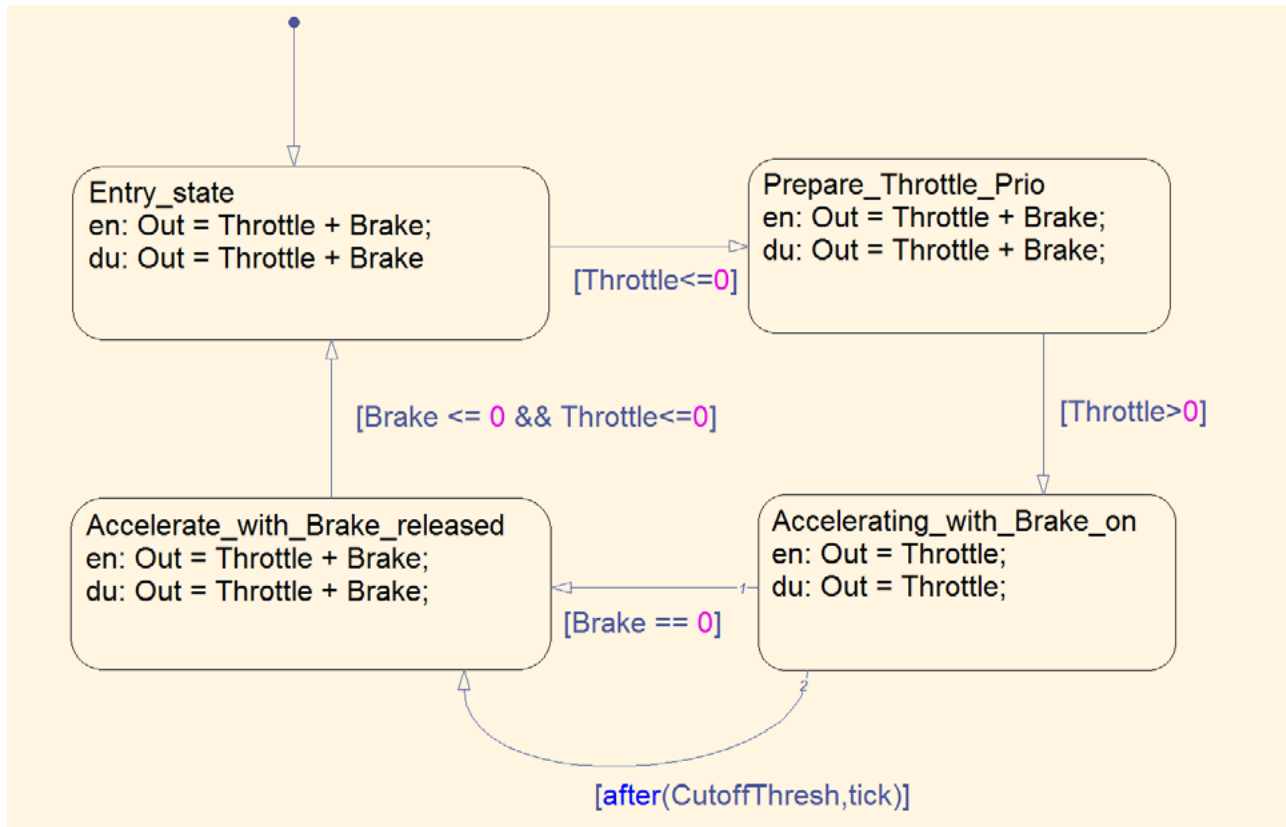 Entry_state
en: Out = Throttle + Brake;
du: Out = Throttle + Brake
[Throttle<=0]
Prepare_Throttle_Prio
en: Out = Throttle + Brake;
du: Out = Throttle + Brake;
[Brake <= 0 && Throttle<=0]
[Throttle>0]
Accelerate_with_Brake_released
en: Out = Throttle + Brake;
du: Out = Throttle + Brake;
1
[Brake == 0]
Accelerating_with_Brake_on
en: Out = Throttle;
du: Out = Throttle;
2
[after(CutoffThresh,tick)]